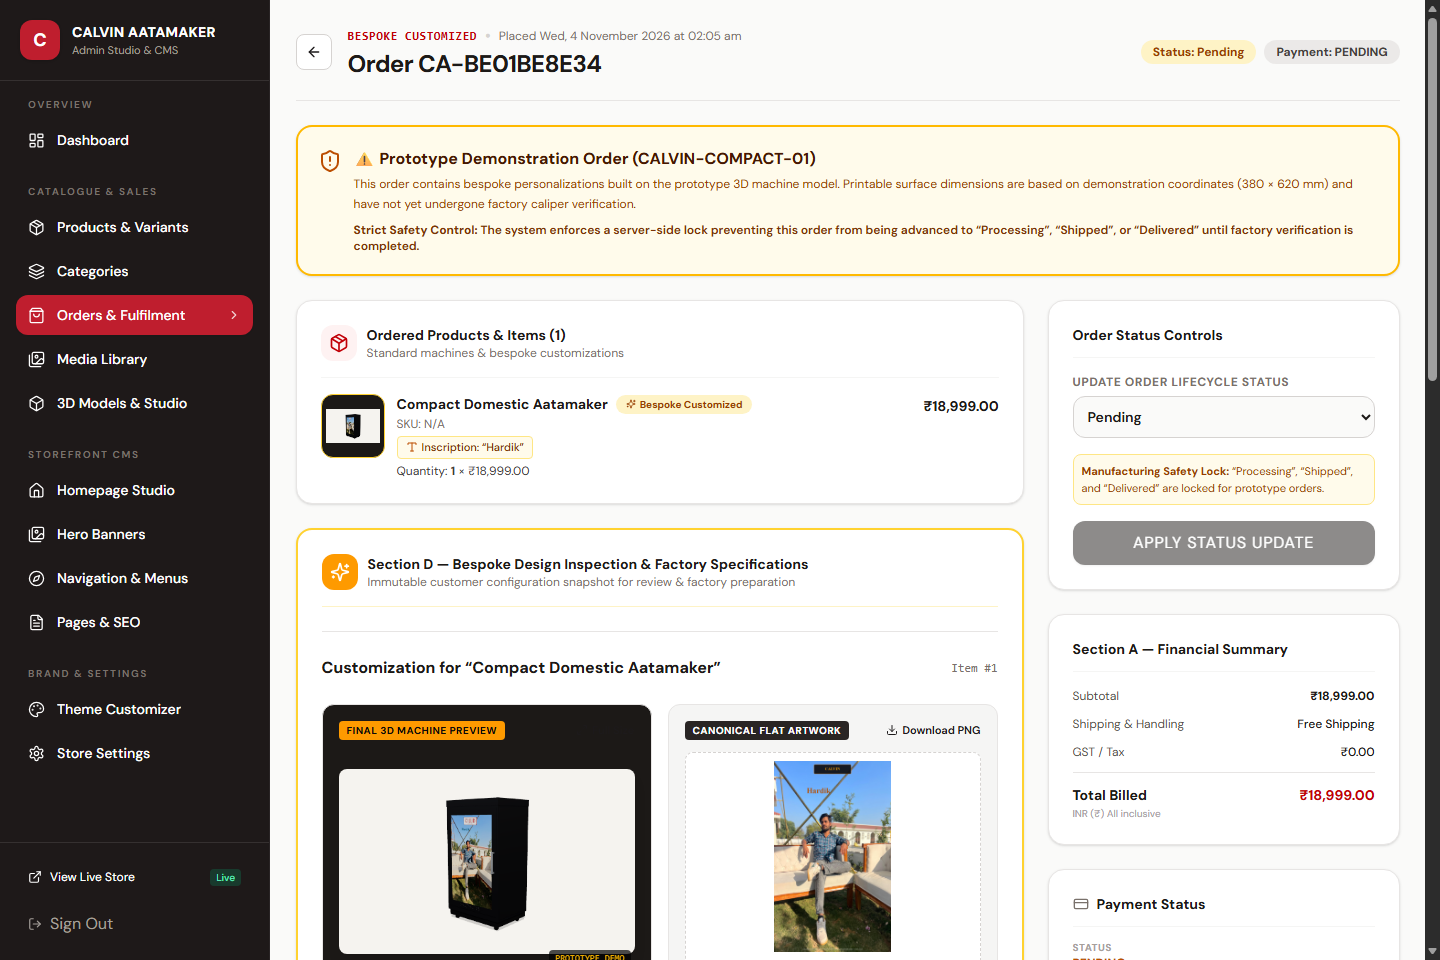 C
CALVIN AATAMAKER
Admin Studio & CMS
OVERVIEW
Dashboard
CATALOGUE & SALES
Products & Variants
Categories
Orders & Fulfilment
Media Library
3D Models & Studio
STOREFRONT CMS
Homepage Studio
Hero Banners
Navigation & Menus
Pages & SEO
BRAND & SETTINGS
Theme Customizer
Store Settings
View Live Store
Live
Sign Out
BESPOKE CUSTOMIZED • Placed Wed, 4 November 2026 at 02:05 am
Order CA-BE01BE8E34
Status: Pending
Payment: PENDING
⚠️ Prototype Demonstration Order (CALVIN-COMPACT-01)
This order contains bespoke personalizations built on the prototype 3D machine model. Printable surface dimensions are based on demonstration coordinates (380 × 620 mm) and
have not yet undergone factory caliper verification.
Strict Safety Control: The system enforces a server-side lock preventing this order from being advanced to “Processing”, “Shipped”, or “Delivered” until factory verification is
completed.
Ordered Products & Items (1)
Standard machines & bespoke customizations
Compact Domestic Aatamaker
Bespoke Customized
₹18,999.00
SKU: N/A
Inscription: “Hardik”
Quantity: 1 × ₹18,999.00
Section D — Bespoke Design Inspection & Factory Specifications
Immutable customer configuration snapshot for review & factory preparation
Customization for “Compact Domestic Aatamaker”
Item #1
FINAL 3D MACHINE PREVIEW
PROTOTYPE DEMO
CANONICAL FLAT ARTWORK
Download PNG
CALVIN
Hardik
Order Status Controls
UPDATE ORDER LIFECYCLE STATUS
Pending
Manufacturing Safety Lock: “Processing”, “Shipped”,
and “Delivered” are locked for prototype orders.
APPLY STATUS UPDATE
Section A — Financial Summary
Subtotal ₹18,999.00
Shipping & Handling Free Shipping
GST / Tax ₹0.00
Total Billed ₹18,999.00
INR (₹) All inclusive
Payment Status
STATUS
PENDING